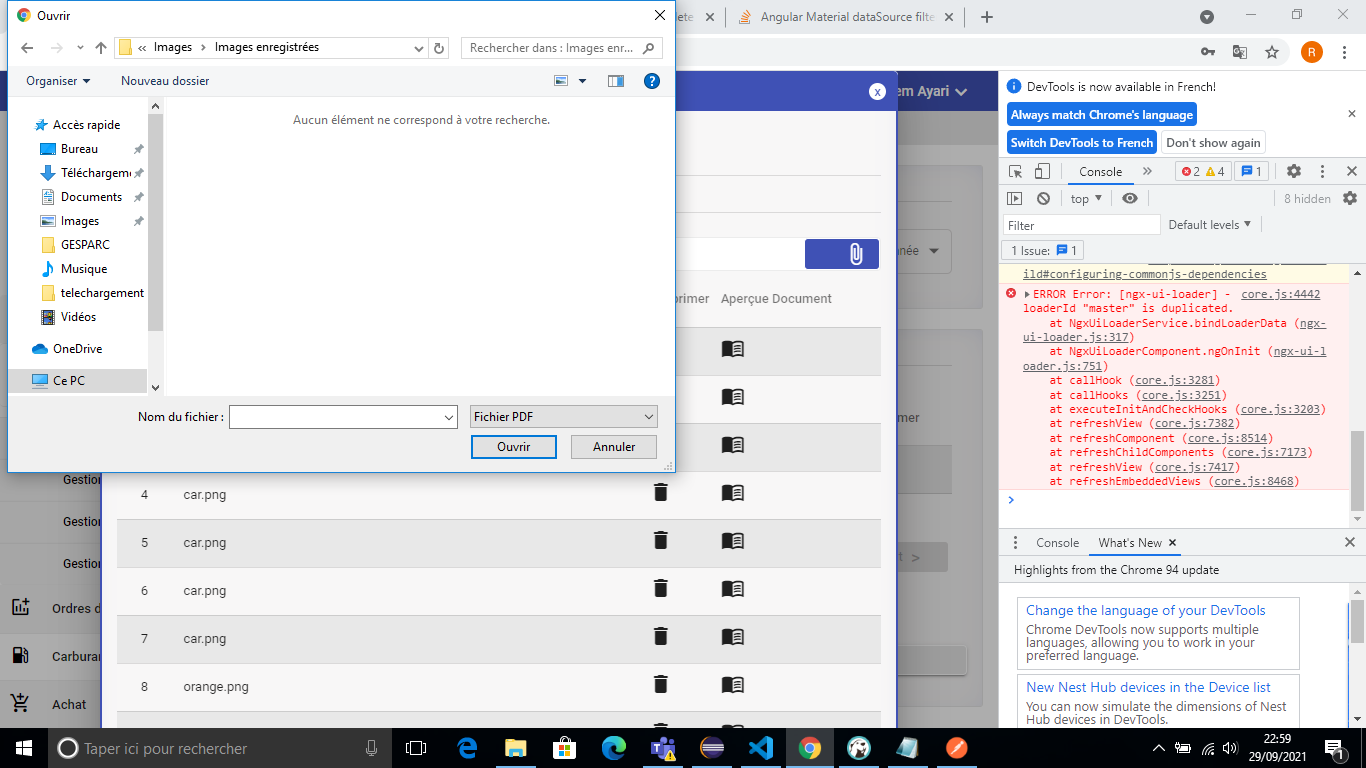 Ouvrir
lete
Angular Material dataSource filte
R
Images
Images enregistrées
Rechercher dans : Images enr...
Organiser
Nouveau dossier
Accès rapide
Bureau
Téléchargem
Documents
Images
GESPARC
Musique
telechargement
Vidéos
OneDrive
Ce PC
Aucun élément ne correspond à votre recherche.
Nom du fichier :
Fichier PDF
Ouvrir
Annuler
em Ayari
x
née
rimer
Aperçue Document
mer
4 car.png
5 car.png
6 car.png
7 car.png
8 orange.png
t >
Gestion
Gestion
Gestion
Ordres d
Carburan
Achat
DevTools is now available in French!
Always match Chrome's language
Switch DevTools to French
Don't show again
Console
2
4
1
top
8 hidden
Filter
Default levels
1 Issue: 1
ild#configuring-commonjs-dependencies
ERROR Error: [ngx-ui-loader] - core.js:4442
loaderId "master" is duplicated.
at NgxUiLoaderService.bindLoaderData (ngx-
ui-loader.js:317)
at NgxUiLoaderComponent.ngOnInit (ngx-ui-l
oader.js:751)
at callHook (core.js:3281)
at callHooks (core.js:3251)
at executeInitAndCheckHooks (core.js:3203)
at refreshView (core.js:7382)
at refreshComponent (core.js:8514)
at refreshChildComponents (core.js:7173)
at refreshView (core.js:7417)
at refreshEmbeddedViews (core.js:8468)
Console
What's New
Highlights from the Chrome 94 update
Change the language of your DevTools
Chrome DevTools now supports multiple
languages, allowing you to work in your
preferred language.
New Nest Hub devices in the Device list
You can now simulate the dimensions of Nest
Hub devices in DevTools.
Taper ici pour rechercher
22:59
29/09/2021
1